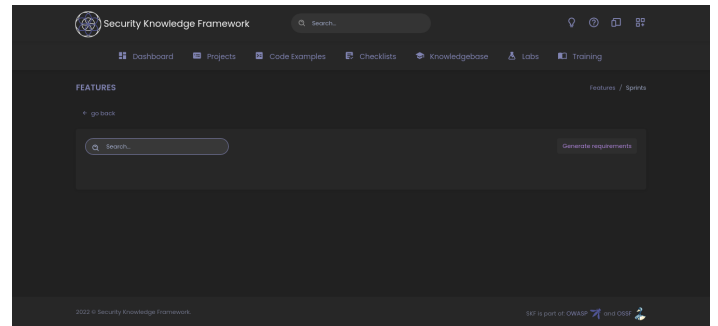 Security Knowledge Framework
Search...
Dashboard
Projects
Code Examples
Checklists
Knowledgebase
Labs
Training
FEATURES
Features / Sprints
go back
Search...
Generate requirements
2022 © Security Knowledge Framework.
SKF is part of: OWASP and OSSF